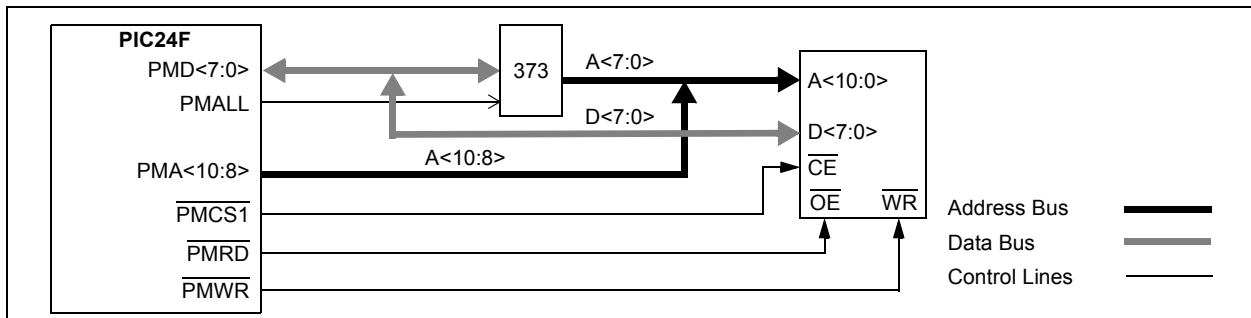 PIC24F
PMD<7:0>
PMALL
PMA<10:8>
PMCS1
PMRD
PMWR
373
A<7:0>
D<7:0>
A<10:8>
A<10:0>
D<7:0>
CE
OE WR
Address Bus
Data Bus
Control Lines